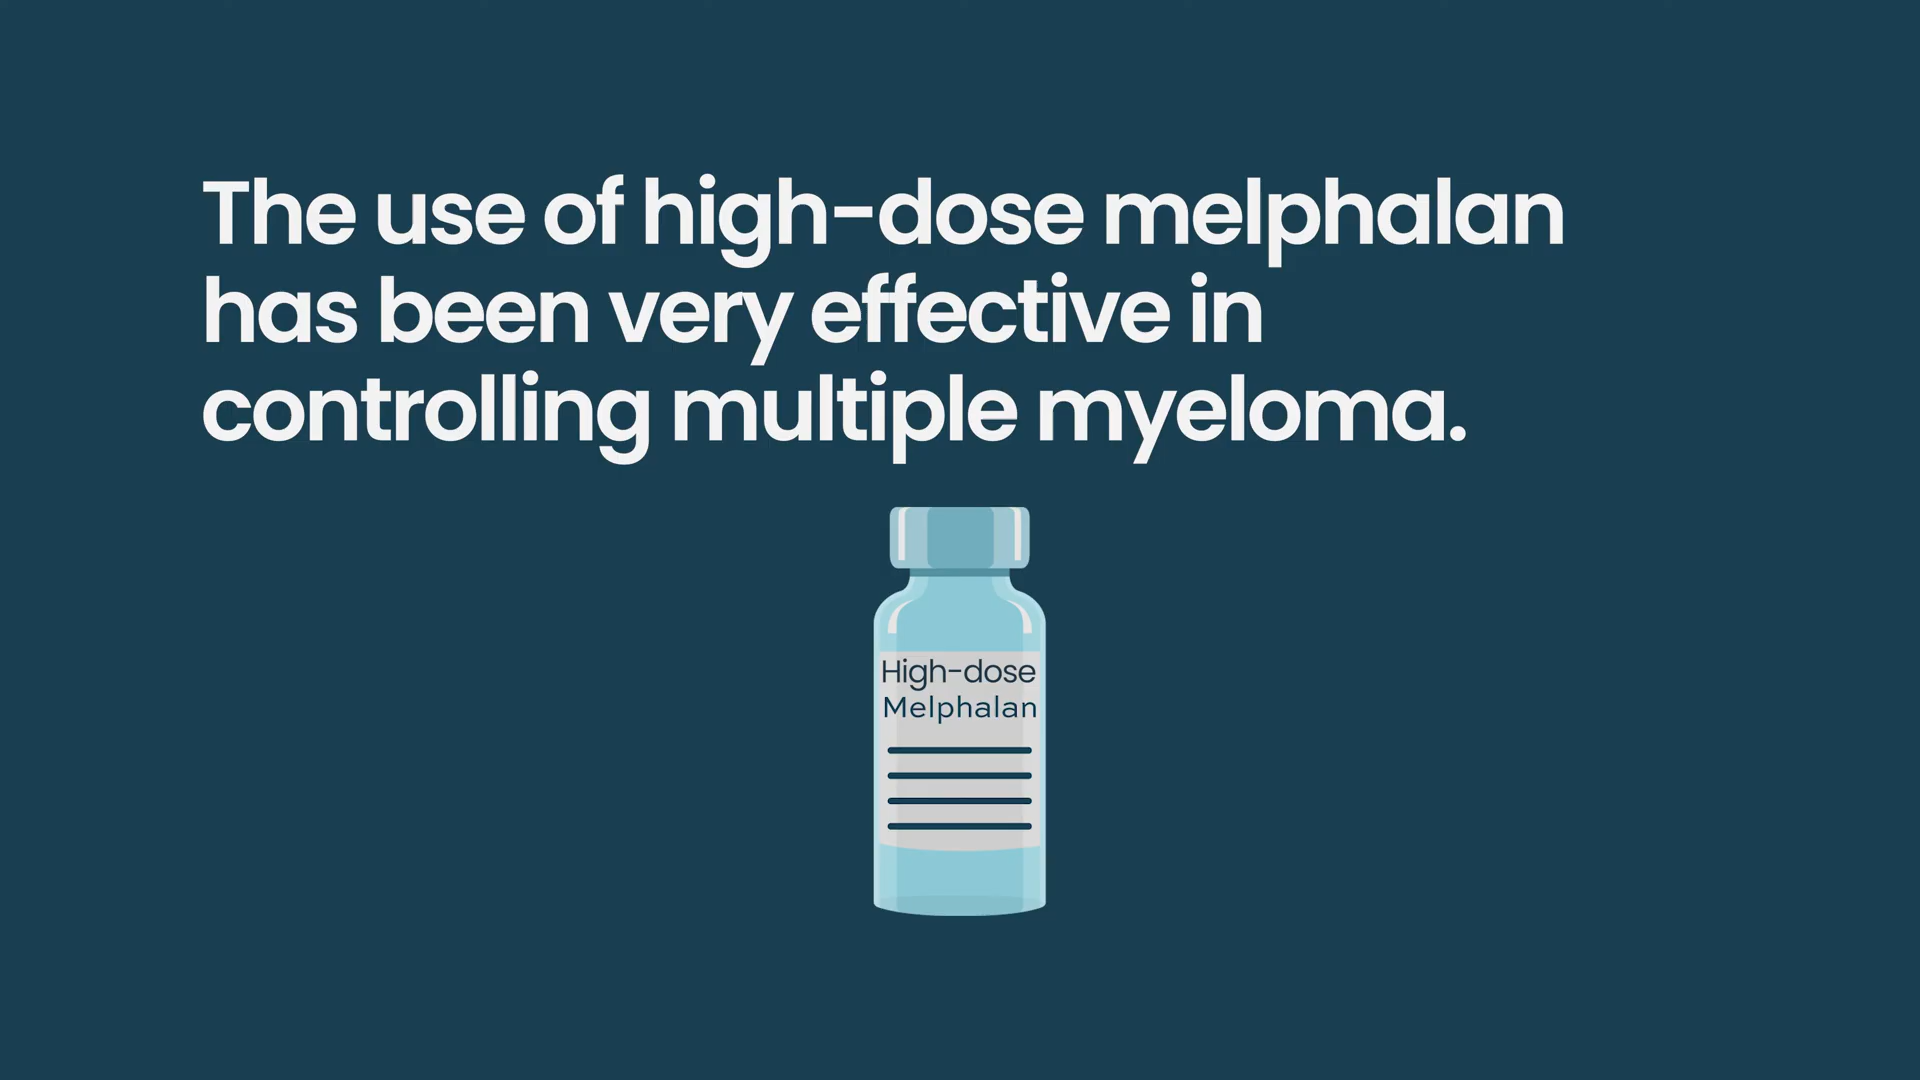 The use of high-dose melphalan
has been very effective in
controlling multiple myeloma.
High-dose
Melphalan